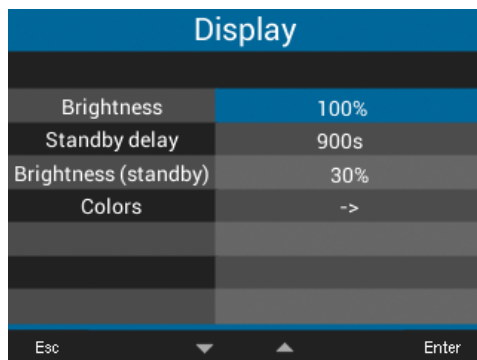 Display
Brightness 100%
Standby delay 900s
Brightness (standby) 30%
Colors ->
Esc Enter